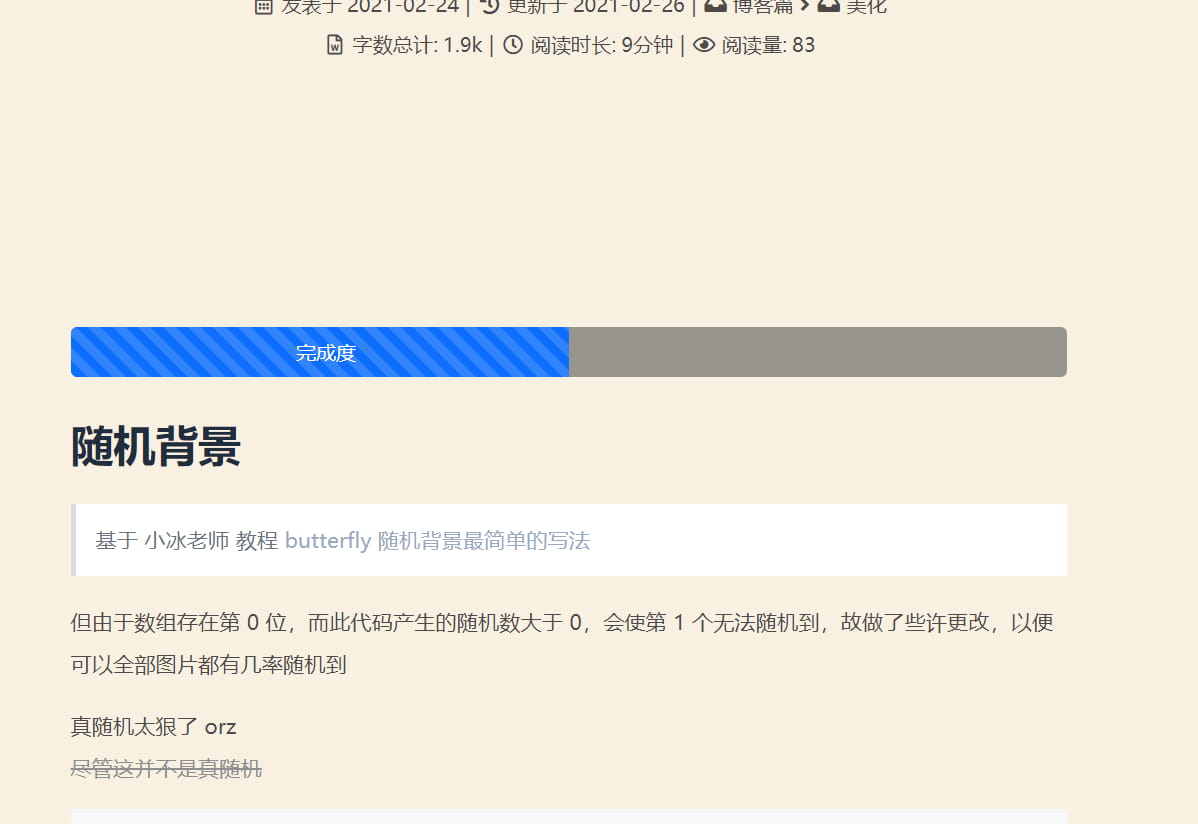 发表于 2021-02-24 | 更新于 2021-02-26 | 博客篇 > 美化
字数总计: 1.9k | 阅读时长: 9分钟 | 阅读量: 83
完成度
随机背景
基于 小冰老师 教程 butterfly 随机背景最简单的写法
但由于数组存在第 0 位，而此代码产生的随机数大于 0，会使第 1 个无法随机到，故做了些许更改，以便
可以全部图片都有几率随机到
真随机太狠了 orz
尽管这并不是真随机